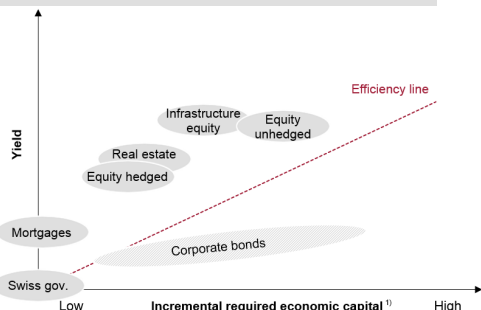 Efficiency line
Infrastructure
equity
Equity
unhedged
Yield
Real estate
Equity hedged
Mortgages
Corporate bonds
Swiss gov.
Low
Incremental required economic capital 1)
High